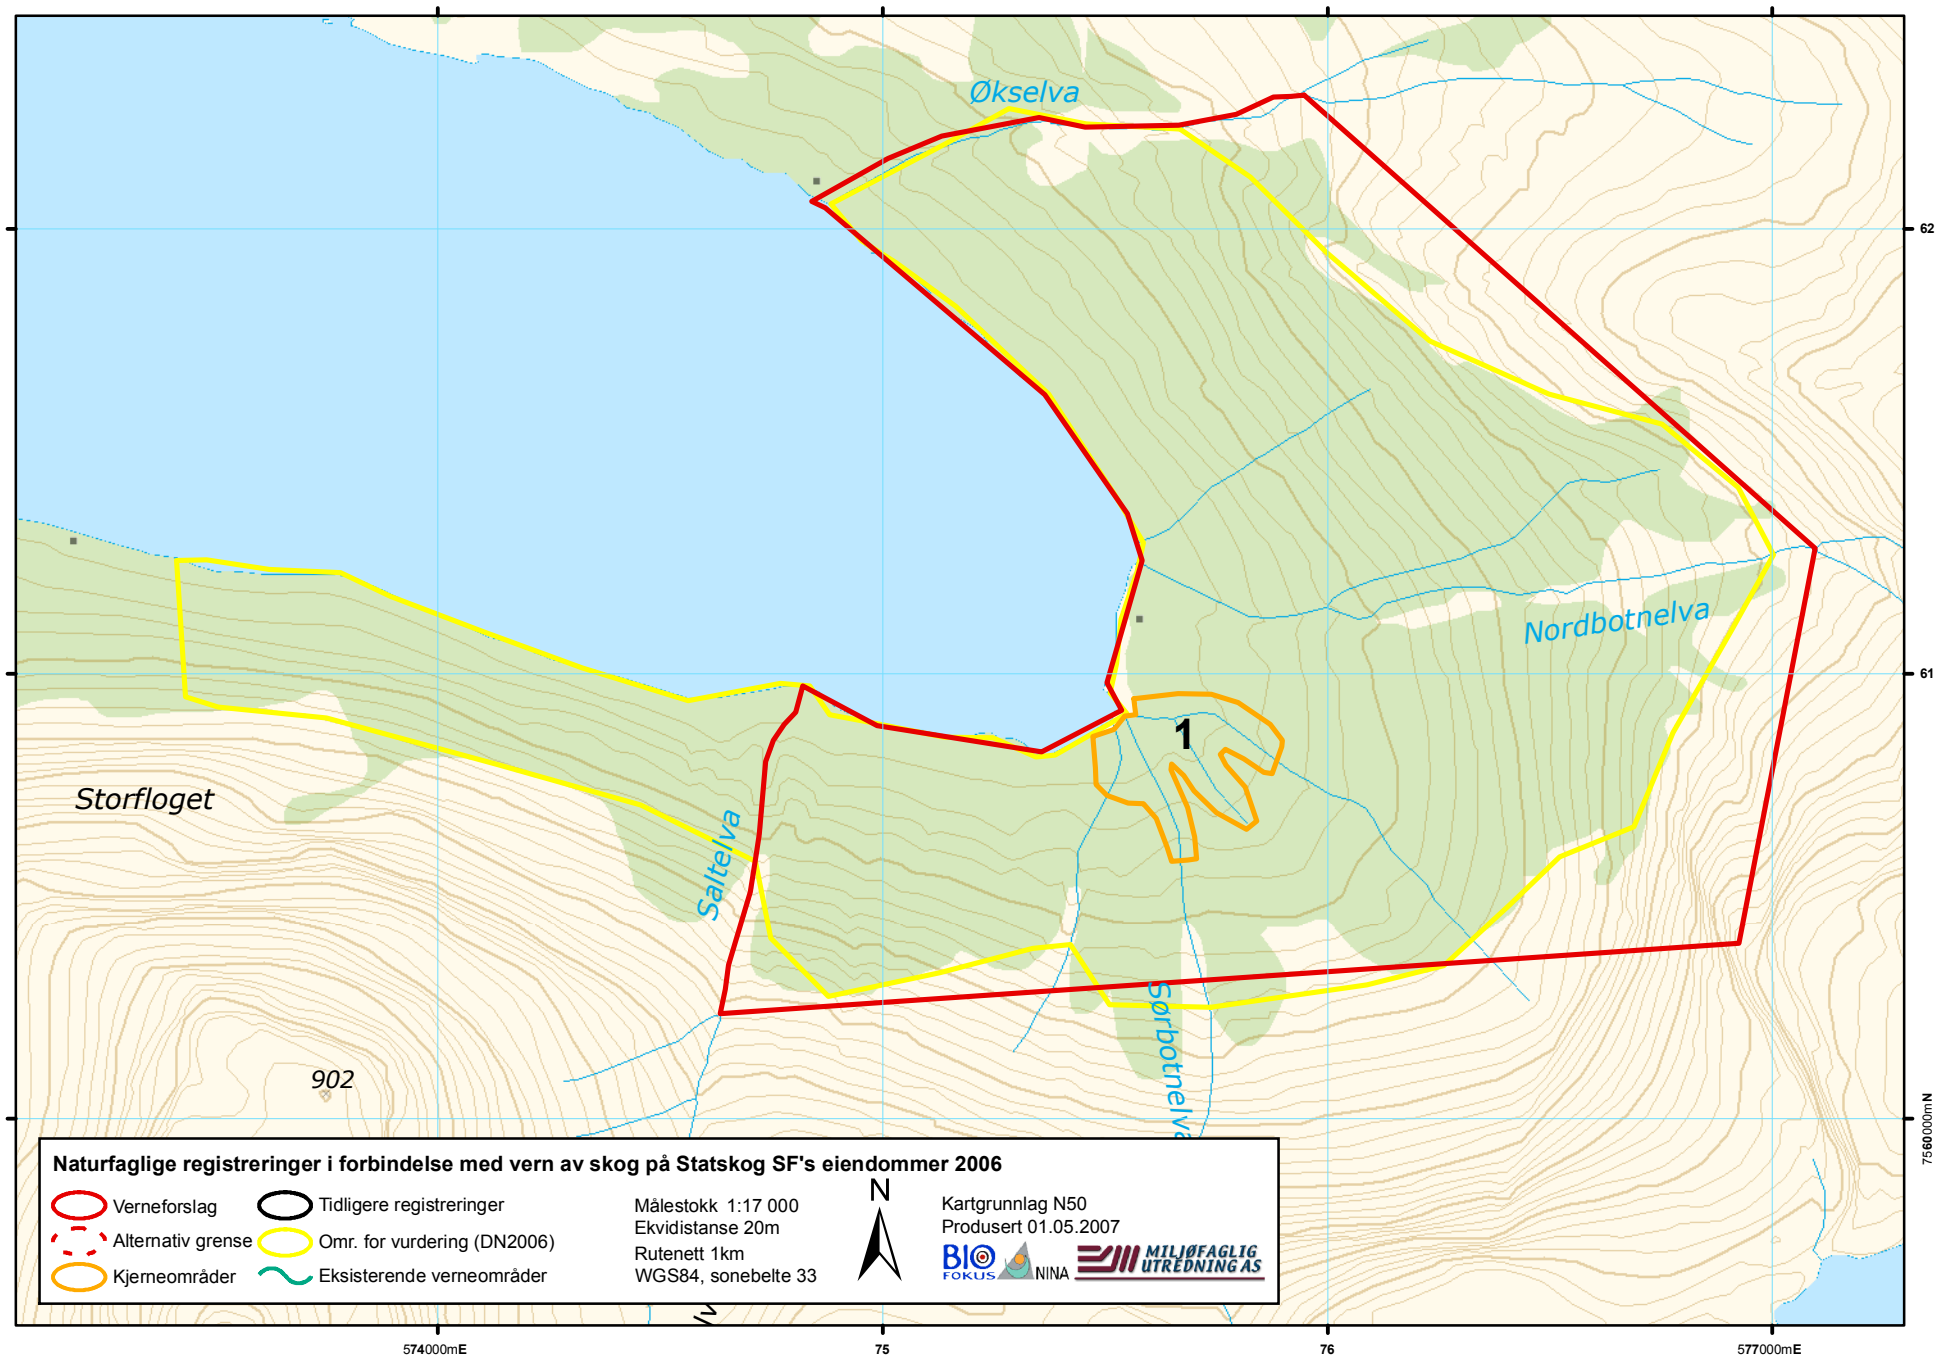 Økselva
62
Nordbotnelva
61
1
Storfloget
Saltelva
Sørbotnelva
902
7560000mN
Naturfaglige registreringer i forbindelse med vern av skog på Statskog SF's eiendommer 2006
Verneforslag
Alternativ grense
Kjerneområder
Tidligere registreringer
Omr. for vurdering (DN2006)
Eksisterende verneområder
Målestokk 1:17 000
Ekvidistanse 20m
Rutenett 1km
WGS84, sonebelte 33
N
Kartgrunnlag N50
Produsert 01.05.2007
BIO
FOKUS
NINA
MILJØFAGLIG
UTREDNING AS
574000mE
75
76
577000mE